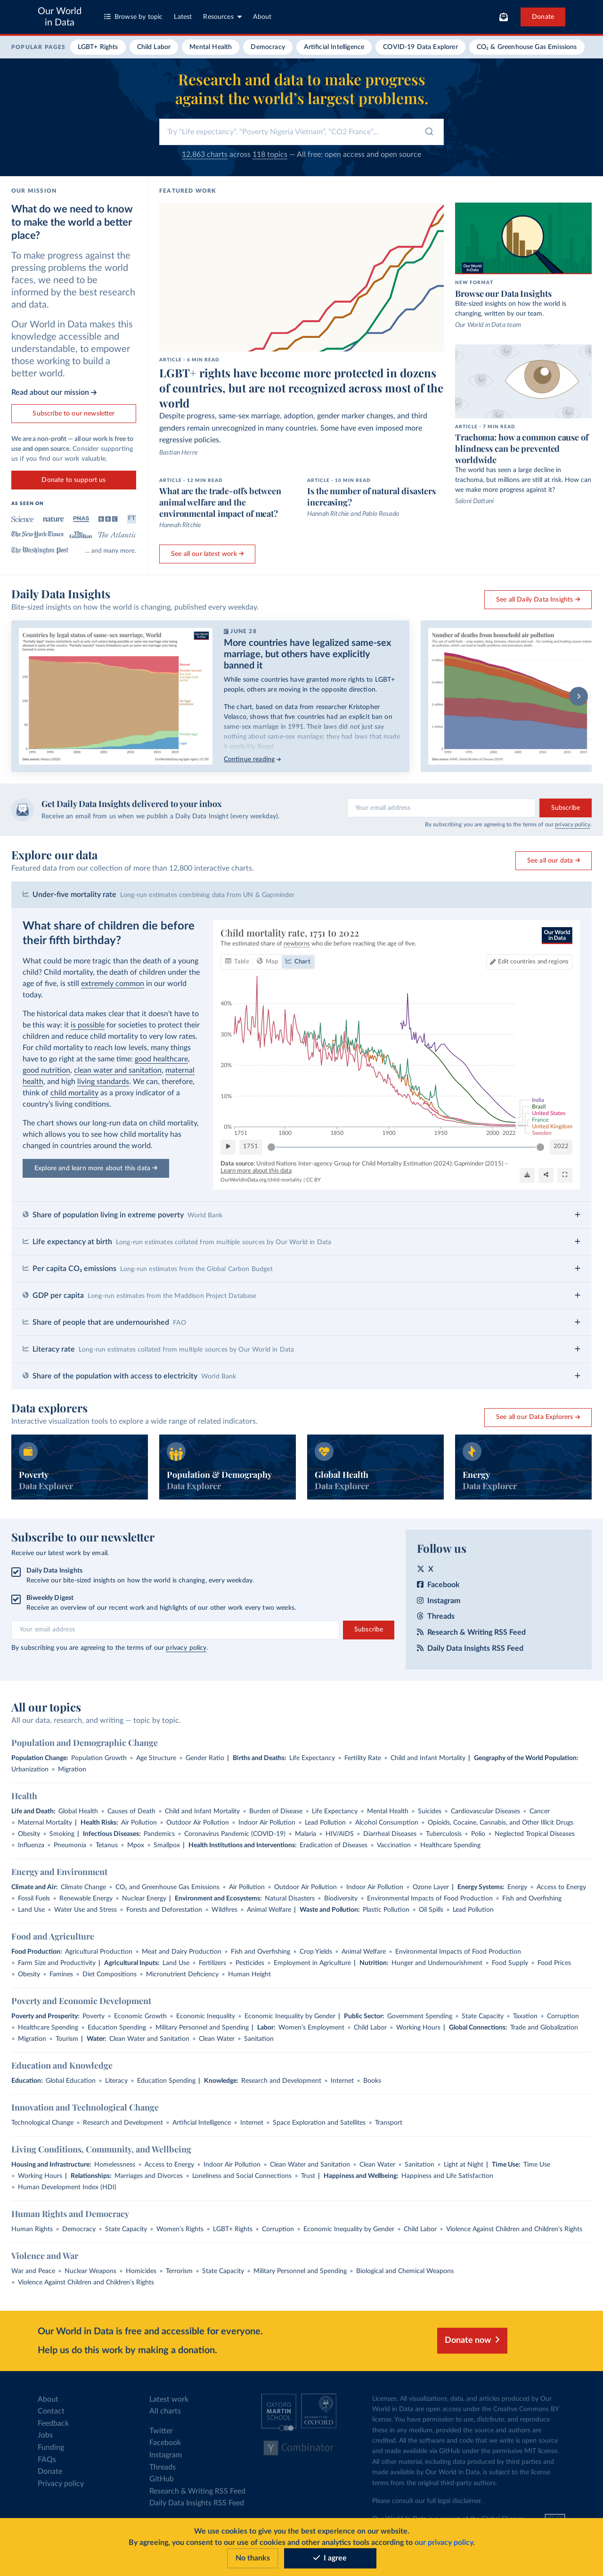 Our World
in Data
Browse by topic
Latest
Resources
About
Donate
POPULAR PAGES
LGBT+ Rights
Child Labor
Mental Health
Democracy
Artificial Intelligence
COVID-19 Data Explorer
CO₂ & Greenhouse Gas Emissions
Research and data to make progress
against the world’s largest problems.
Try "Life expectancy", "Poverty Nigeria Vietnam", "CO2 France"...
12,863 charts across 118 topics — All free: open access and open source
OUR MISSION
What do we need to know
to make the world a better
place?
To make progress against the
pressing problems the world
faces, we need to be
informed by the best research
and data.
Our World in Data makes this
knowledge accessible and
understandable, to empower
those working to build a
better world.
Read about our mission →
Subscribe to our newsletter
We are a non-profit — all our work is free to
use and open source. Consider supporting
us if you find our work valuable.
Donate to support us
AS SEEN ON
Science
nature
PNAS
BBC
FT
The New York Times
The Guardian
The Atlantic
The Washington Post
... and many more.
FEATURED WORK
ARTICLE · 6 MIN READ
LGBT+ rights have become more protected in dozens
of countries, but are not recognized across most of the
world
Despite progress, same-sex marriage, adoption, gender marker changes, and third
genders remain unrecognized in many countries. Some have even imposed more
regressive policies.
Bastian Herre
ARTICLE · 12 MIN READ
What are the trade-offs between
animal welfare and the
environmental impact of meat?
Hannah Ritchie
ARTICLE · 10 MIN READ
Is the number of natural disasters
increasing?
Hannah Ritchie and Pablo Rosado
See all our latest work →
Our World
in Data
NEW FORMAT
Browse our Data Insights
Bite-sized insights on how the world is
changing, written by our team.
Our World in Data team
ARTICLE · 7 MIN READ
Trachoma: how a common cause of
blindness can be prevented
worldwide
The world has seen a large decline in
trachoma, but millions are still at risk. How can
we make more progress against it?
Saloni Dattani
Daily Data Insights
Bite-sized insights on how the world is changing, published every weekday.
See all Daily Data Insights →
Countries by legal status of same-sex marriage, World
JUNE 28
More countries have legalized same-sex
marriage, but others have explicitly
banned it
While some countries have granted more rights to LGBT+
people, others are moving in the opposite direction.
The chart, based on data from researcher Kristopher
Velasco, shows that five countries had an explicit ban on
same-sex marriage in 1991. Their laws did not just say
nothing about same-sex marriage; they had laws that made
it explicitly illegal.
Continue reading →
Number of deaths from household air pollution
Get Daily Data Insights delivered to your inbox
Receive an email from us when we publish a Daily Data Insight (every weekday).
Your email address
Subscribe
By subscribing you are agreeing to the terms of our privacy policy.
Explore our data
Featured data from our collection of more than 12,800 interactive charts.
See all our data →
Under-five mortality rate Long-run estimates combining data from UN & Gapminder
What share of children die before
their fifth birthday?
What could be more tragic than the death of a young
child? Child mortality, the death of children under the
age of five, is still extremely common in our world
today.
The historical data makes clear that it doesn’t have to
be this way: it is possible for societies to protect their
children and reduce child mortality to very low rates.
For child mortality to reach low levels, many things
have to go right at the same time: good healthcare,
good nutrition, clean water and sanitation, maternal
health, and high living standards. We can, therefore,
think of child mortality as a proxy indicator of a
country’s living conditions.
The chart shows our long-run data on child mortality,
which allows you to see how child mortality has
changed in countries around the world.
Explore and learn more about this data →
Child mortality rate, 1751 to 2022
The estimated share of newborns who die before reaching the age of five.
Our World
in Data
Table
Map
Chart
Edit countries and regions
40%
30%
20%
10%
0%
1751
1800
1850
1900
1950
2000
2022
India
Brazil
United States
France
United Kingdom
Sweden
1751
2022
Data source: United Nations Inter-agency Group for Child Mortality Estimation (2024); Gapminder (2015) –
Learn more about this data
OurWorldinData.org/child-mortality | CC BY
Share of population living in extreme poverty World Bank
Life expectancy at birth Long-run estimates collated from multiple sources by Our World in Data
Per capita CO₂ emissions Long-run estimates from the Global Carbon Budget
GDP per capita Long-run estimates from the Maddison Project Database
Share of people that are undernourished FAO
Literacy rate Long-run estimates collated from multiple sources by Our World in Data
Share of the population with access to electricity World Bank
Data explorers
Interactive visualization tools to explore a wide range of related indicators.
See all our Data Explorers →
Poverty
Data Explorer
Population & Demography
Data Explorer
Global Health
Data Explorer
Energy
Data Explorer
Subscribe to our newsletter
Receive our latest work by email.
Daily Data Insights
Receive our bite-sized insights on how the world is changing, every weekday.
Biweekly Digest
Receive an overview of our recent work and highlights of our other work every two weeks.
Your email address
Subscribe
By subscribing you are agreeing to the terms of our privacy policy.
Follow us
X
Facebook
Instagram
Threads
Research & Writing RSS Feed
Daily Data Insights RSS Feed
All our topics
All our data, research, and writing — topic by topic.
Population and Demographic Change
Population Change: Population Growth • Age Structure • Gender Ratio | Births and Deaths: Life Expectancy • Fertility Rate • Child and Infant Mortality | Geography of the World Population:
Urbanization • Migration
Health
Life and Death: Global Health • Causes of Death • Child and Infant Mortality • Burden of Disease • Life Expectancy • Mental Health • Suicides • Cardiovascular Diseases • Cancer
• Maternal Mortality | Health Risks: Air Pollution • Outdoor Air Pollution • Indoor Air Pollution • Lead Pollution • Alcohol Consumption • Opioids, Cocaine, Cannabis, and Other Illicit Drugs
• Obesity • Smoking | Infectious Diseases: Pandemics • Coronavirus Pandemic (COVID-19) • Malaria • HIV/AIDS • Diarrheal Diseases • Tuberculosis • Polio • Neglected Tropical Diseases
• Influenza • Pneumonia • Tetanus • Mpox • Smallpox | Health Institutions and Interventions: Eradication of Diseases • Vaccination • Healthcare Spending
Energy and Environment
Climate and Air: Climate Change • CO₂ and Greenhouse Gas Emissions • Air Pollution • Outdoor Air Pollution • Indoor Air Pollution • Ozone Layer | Energy Systems: Energy • Access to Energy
• Fossil Fuels • Renewable Energy • Nuclear Energy | Environment and Ecosystems: Natural Disasters • Biodiversity • Environmental Impacts of Food Production • Fish and Overfishing
• Land Use • Water Use and Stress • Forests and Deforestation • Wildfires • Animal Welfare | Waste and Pollution: Plastic Pollution • Oil Spills • Lead Pollution
Food and Agriculture
Food Production: Agricultural Production • Meat and Dairy Production • Fish and Overfishing • Crop Yields • Animal Welfare • Environmental Impacts of Food Production
• Farm Size and Productivity | Agricultural Inputs: Land Use • Fertilizers • Pesticides • Employment in Agriculture | Nutrition: Hunger and Undernourishment • Food Supply • Food Prices
• Obesity • Famines • Diet Compositions • Micronutrient Deficiency • Human Height
Poverty and Economic Development
Poverty and Prosperity: Poverty • Economic Growth • Economic Inequality • Economic Inequality by Gender | Public Sector: Government Spending • State Capacity • Taxation • Corruption
• Healthcare Spending • Education Spending • Military Personnel and Spending | Labor: Women’s Employment • Child Labor • Working Hours | Global Connections: Trade and Globalization
• Migration • Tourism | Water: Clean Water and Sanitation • Clean Water • Sanitation
Education and Knowledge
Education: Global Education • Literacy • Education Spending | Knowledge: Research and Development • Internet • Books
Innovation and Technological Change
Technological Change • Research and Development • Artificial Intelligence • Internet • Space Exploration and Satellites • Transport
Living Conditions, Community, and Wellbeing
Housing and Infrastructure: Homelessness • Access to Energy • Indoor Air Pollution • Clean Water and Sanitation • Clean Water • Sanitation • Light at Night | Time Use: Time Use
• Working Hours | Relationships: Marriages and Divorces • Loneliness and Social Connections • Trust | Happiness and Wellbeing: Happiness and Life Satisfaction
• Human Development Index (HDI)
Human Rights and Democracy
Human Rights • Democracy • State Capacity • Women’s Rights • LGBT+ Rights • Corruption • Economic Inequality by Gender • Child Labor • Violence Against Children and Children’s Rights
Violence and War
War and Peace • Nuclear Weapons • Homicides • Terrorism • State Capacity • Military Personnel and Spending • Biological and Chemical Weapons
• Violence Against Children and Children’s Rights
Our World in Data is free and accessible for everyone.
Help us do this work by making a donation.
Donate now
About
Contact
Feedback
Jobs
Funding
FAQs
Donate
Privacy policy
Latest work
All charts
Twitter
Facebook
Instagram
Threads
GitHub
Research & Writing RSS Feed
Daily Data Insights RSS Feed
OXFORD
MARTIN
SCHOOL
UNIVERSITY OF
OXFORD
Y Combinator
Licenses: All visualizations, data, and articles produced by Our
World in Data are open access under the Creative Commons BY
license. You have permission to use, distribute, and reproduce
these in any medium, provided the source and authors are
credited. All the software and code that we write is open source
and made available via GitHub under the permissive MIT license.
All other material, including data produced by third parties and
made available by Our World in Data, is subject to the license
terms from the original third-party authors.
Please consult our full legal disclaimer.
We use cookies to give you the best experience on our website.
By agreeing, you consent to our use of cookies and other analytics tools according to our privacy policy.
No thanks
I agree